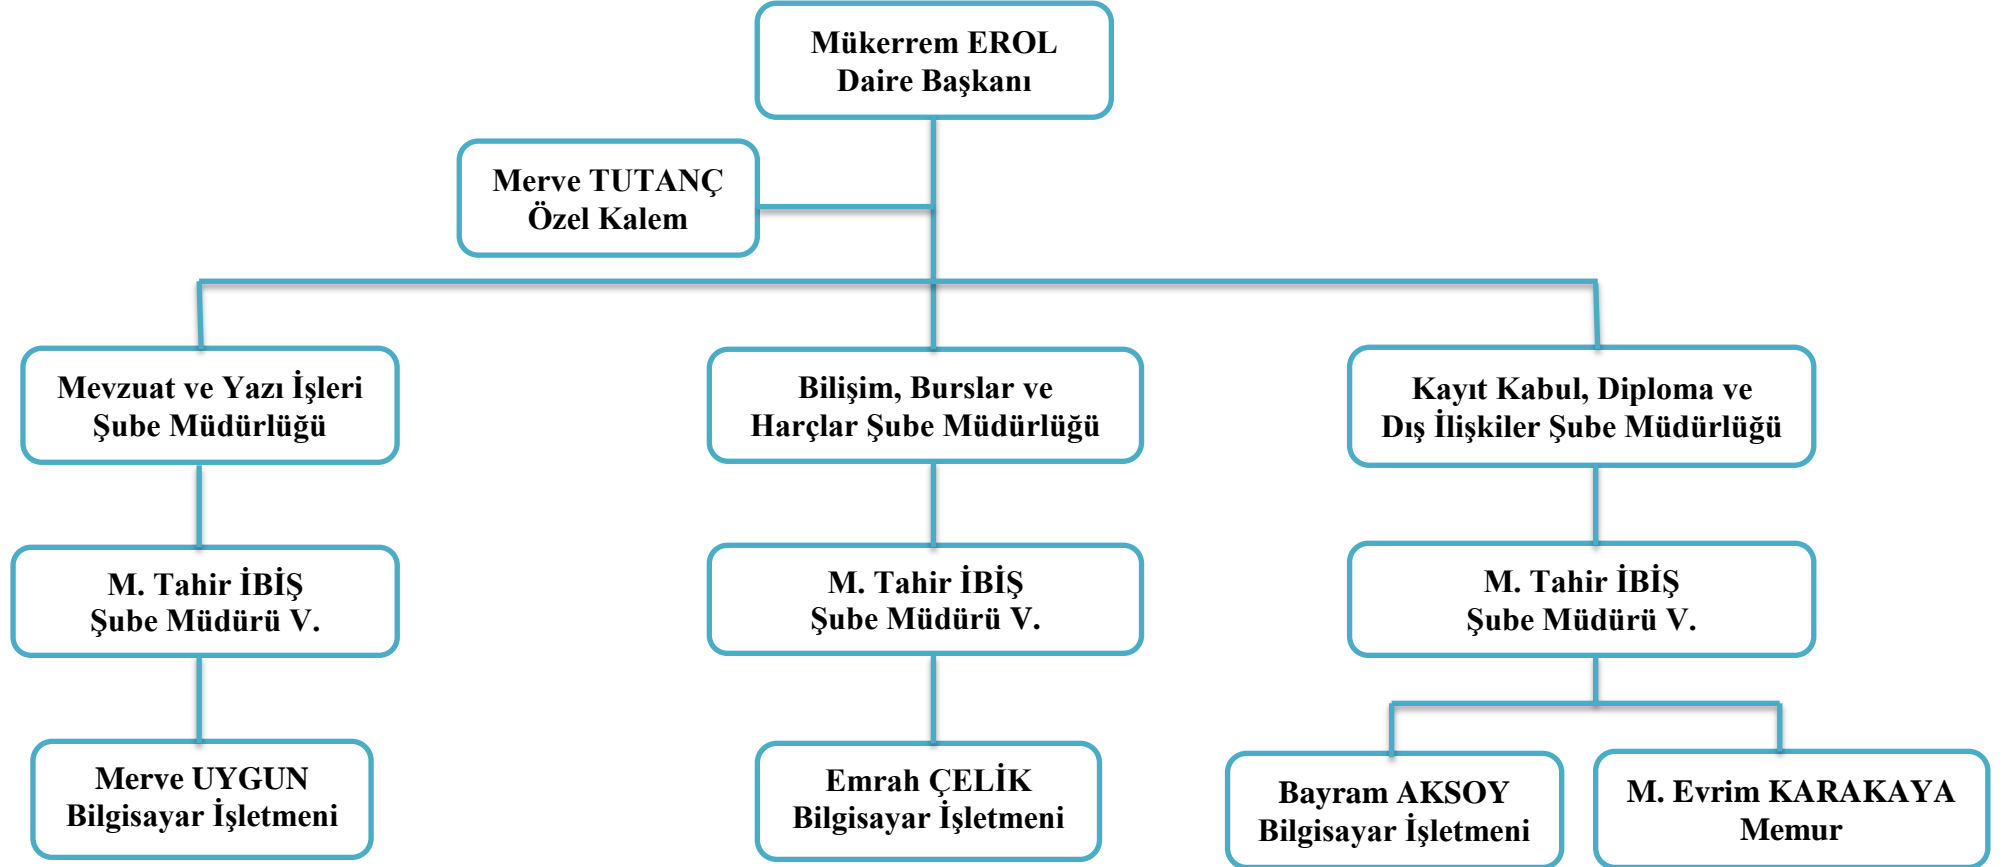 Mükerrem EROL
Daire Başkanı
Merve TUTANÇ
Özel Kalem
Mevzuat ve Yazı İşleri
Şube Müdürlüğü
Bilişim, Burslar ve
Harçlar Şube Müdürlüğü
Kayıt Kabul, Diploma ve
Dış İlişkiler Şube Müdürlüğü
M. Tahir İBİŞ
Şube Müdürü V.
M. Tahir İBİŞ
Şube Müdürü V.
M. Tahir İBİŞ
Şube Müdürü V.
Merve UYGUN
Bilgisayar İşletmeni
Emrah ÇELİK
Bilgisayar İşletmeni
Bayram AKSOY
Bilgisayar İşletmeni
M. Evrim KARAKAYA
Memur